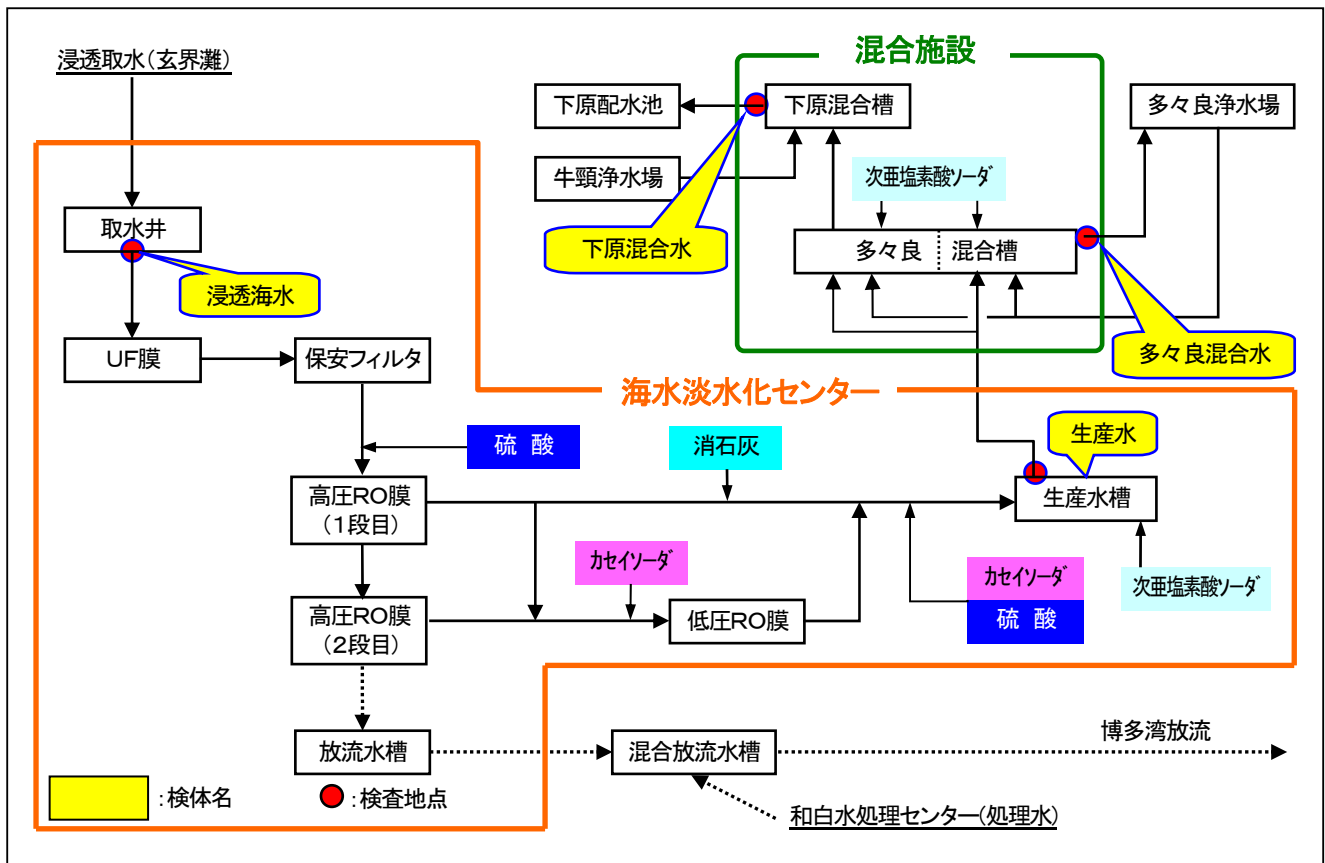 浸透取水(玄界灘)
混合施設
下原配水池
下原混合槽
多々良浄水場
牛頸浄水場
次亜塩素酸ソーダ
取水井
下原混合水
多々良
混合槽
浸透海水
UF膜
保安フィルタ
多々良混合水
海水淡水化センター
硫 酸
消石灰
生産水
高圧RO膜
(1段目)
生産水槽
カセイソーダ
カセイソーダ
次亜塩素酸ソーダ
高圧RO膜
(2段目)
低圧RO膜
硫 酸
放流水槽
混合放流水槽
博多湾放流
:検体名
:検査地点
和白水処理センター(処理水)